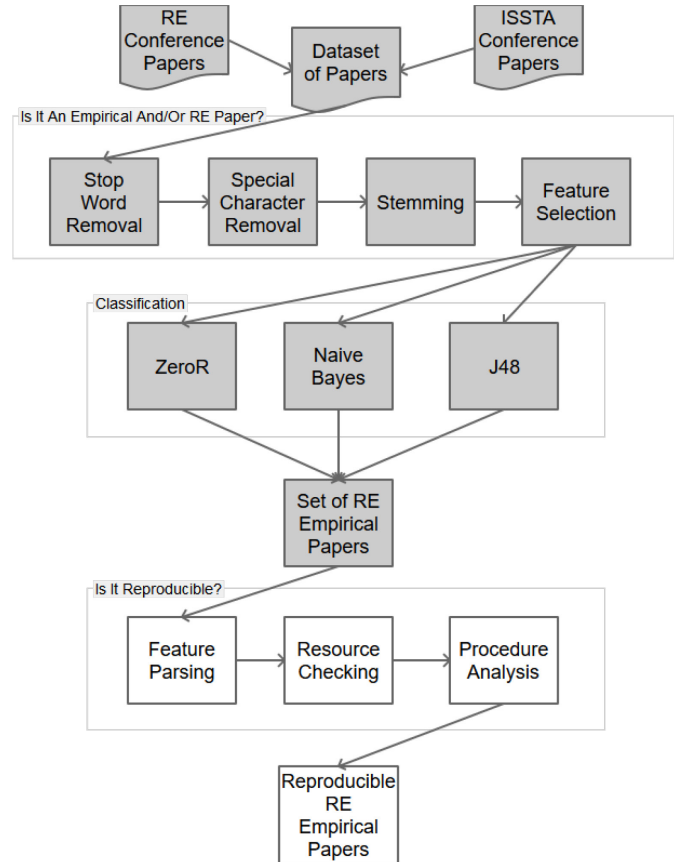 RE
Conference
Papers
ISSTA
Conference
Papers
Dataset
of Papers
Is It An Empirical And/Or RE Paper?
Stop
Word
Removal
Special
Character
Removal
Stemming
Feature
Selection
Classification
ZeroR
Naive
Bayes
J48
Set of RE
Empirical
Papers
Is It Reproducible?
Feature
Parsing
Resource
Checking
Procedure
Analysis
Reproducible
RE
Empirical
Papers